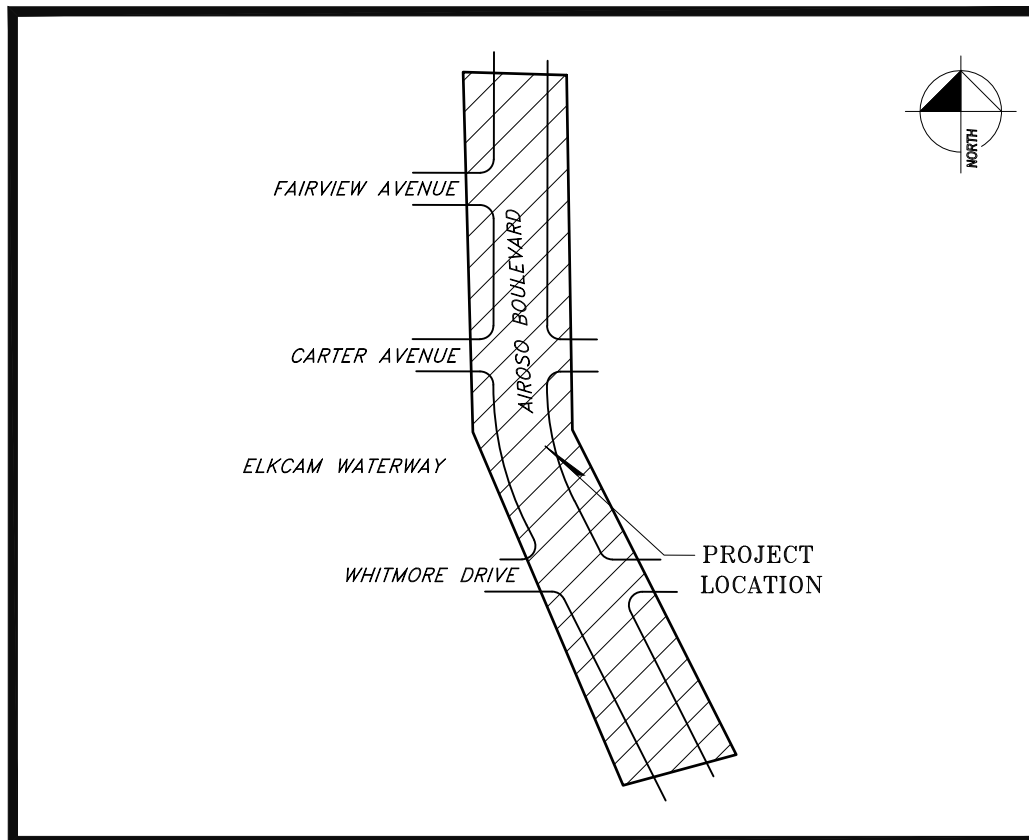 NORTH
FAIRVIEW AVENUE
AIROSO BOULEVARD
CARTER AVENUE
ELKCAM WATERWAY
PROJECT
LOCATION
WHITMORE DRIVE